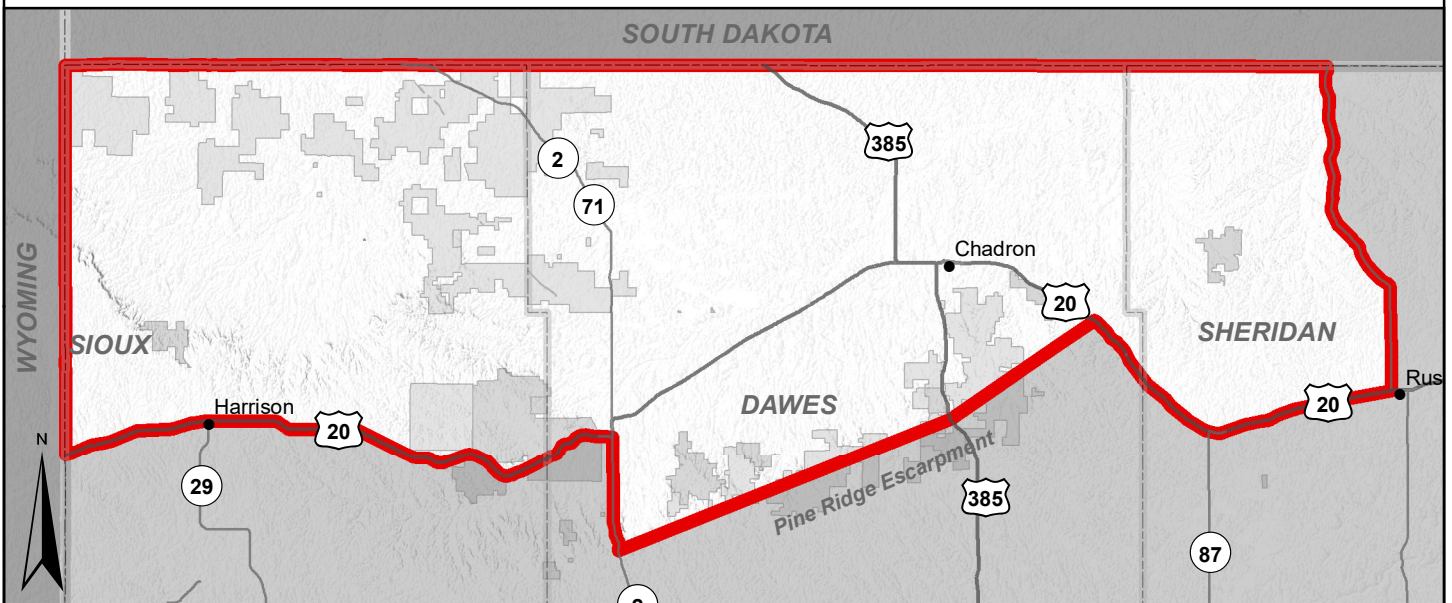 SOUTH DAKOTA
385
2
71
WYOMING
Chadron
20
SIOUX
SHERIDAN
Harrison
20
DAWES
20
Rus
N
29
Pine Ridge Escarpment
385
87